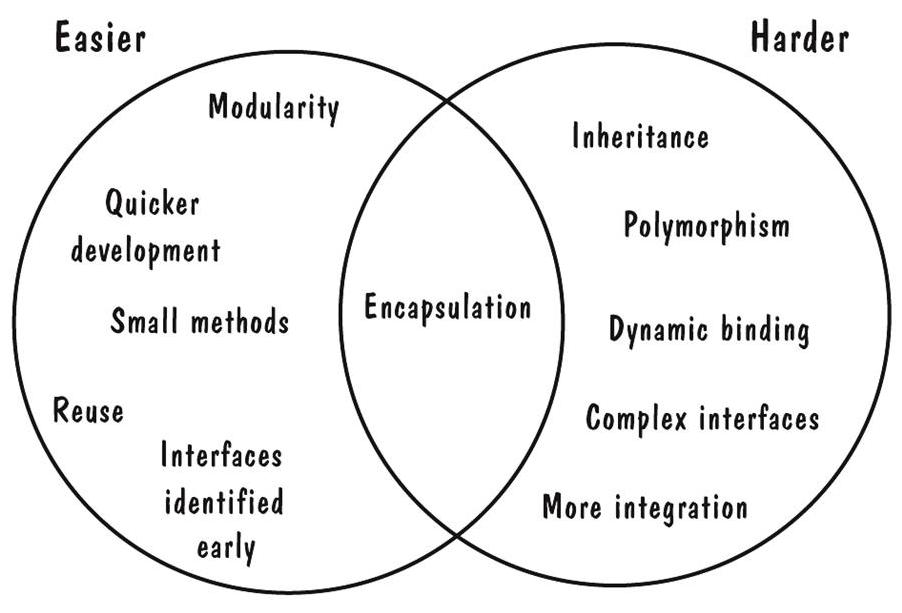 Easier
Harder
Modularity
Quicker
development
Small methods
Reuse
Interfaces
identified
early
Encapsulation
Inheritance
Polymorphism
Dynamic binding
Complex interfaces
More integration